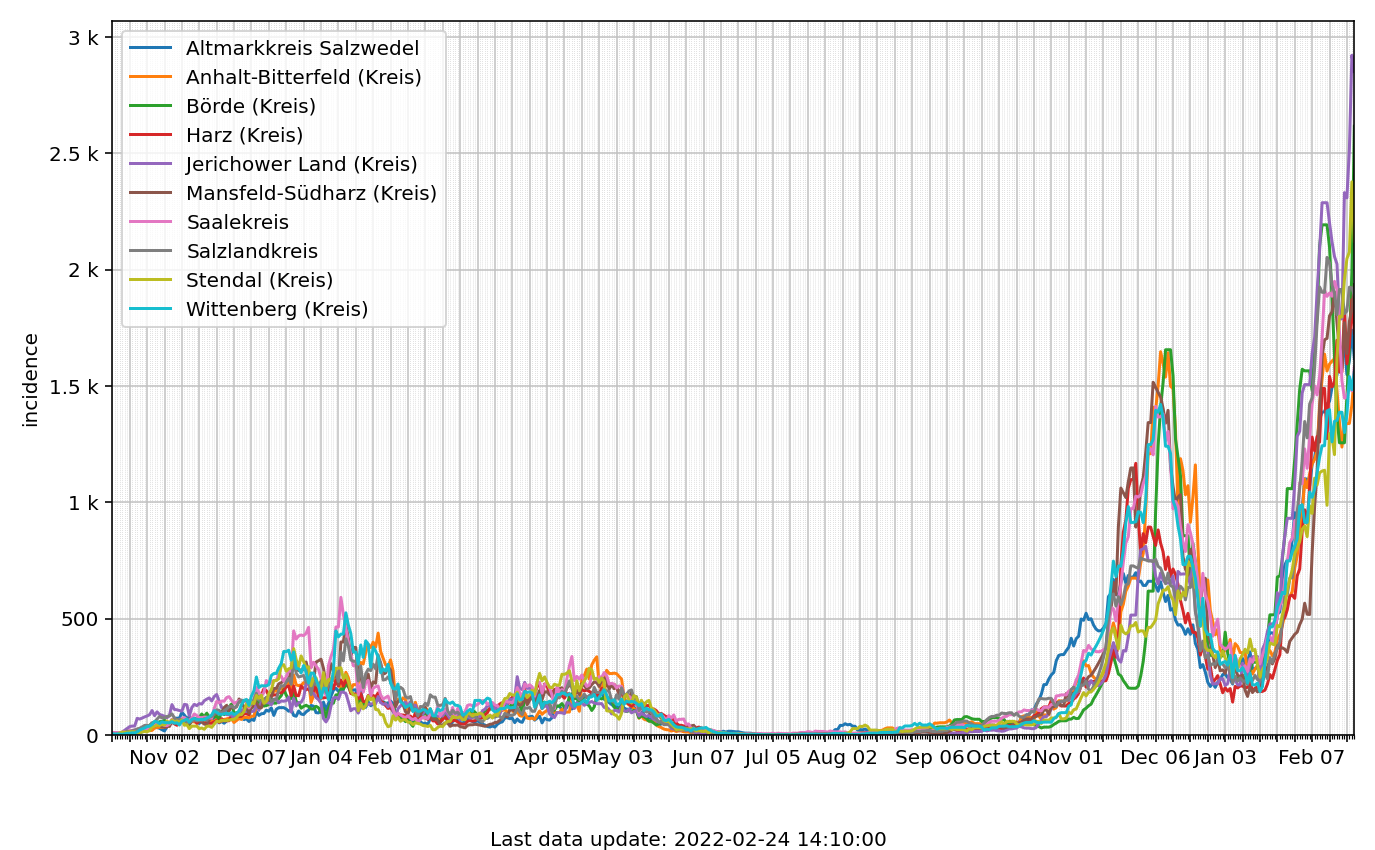 3 k
2.5 k
2 k
1.5 k
1 k
500
0
incidence
Altmarkkreis Salzwedel
Anhalt-Bitterfeld (Kreis)
Börde (Kreis)
Harz (Kreis)
Jerichower Land (Kreis)
Mansfeld-Südharz (Kreis)
Saalekreis
Salzlandkreis
Stendal (Kreis)
Wittenberg (Kreis)
Nov 02 Dec 07 Jan 04 Feb 01 Mar 01 Apr 05 May 03 Jun 07 Jul 05 Aug 02 Sep 06 Oct 04 Nov 01 Dec 06 Jan 03 Feb 07
Last data update: 2022-02-24 14:10:00